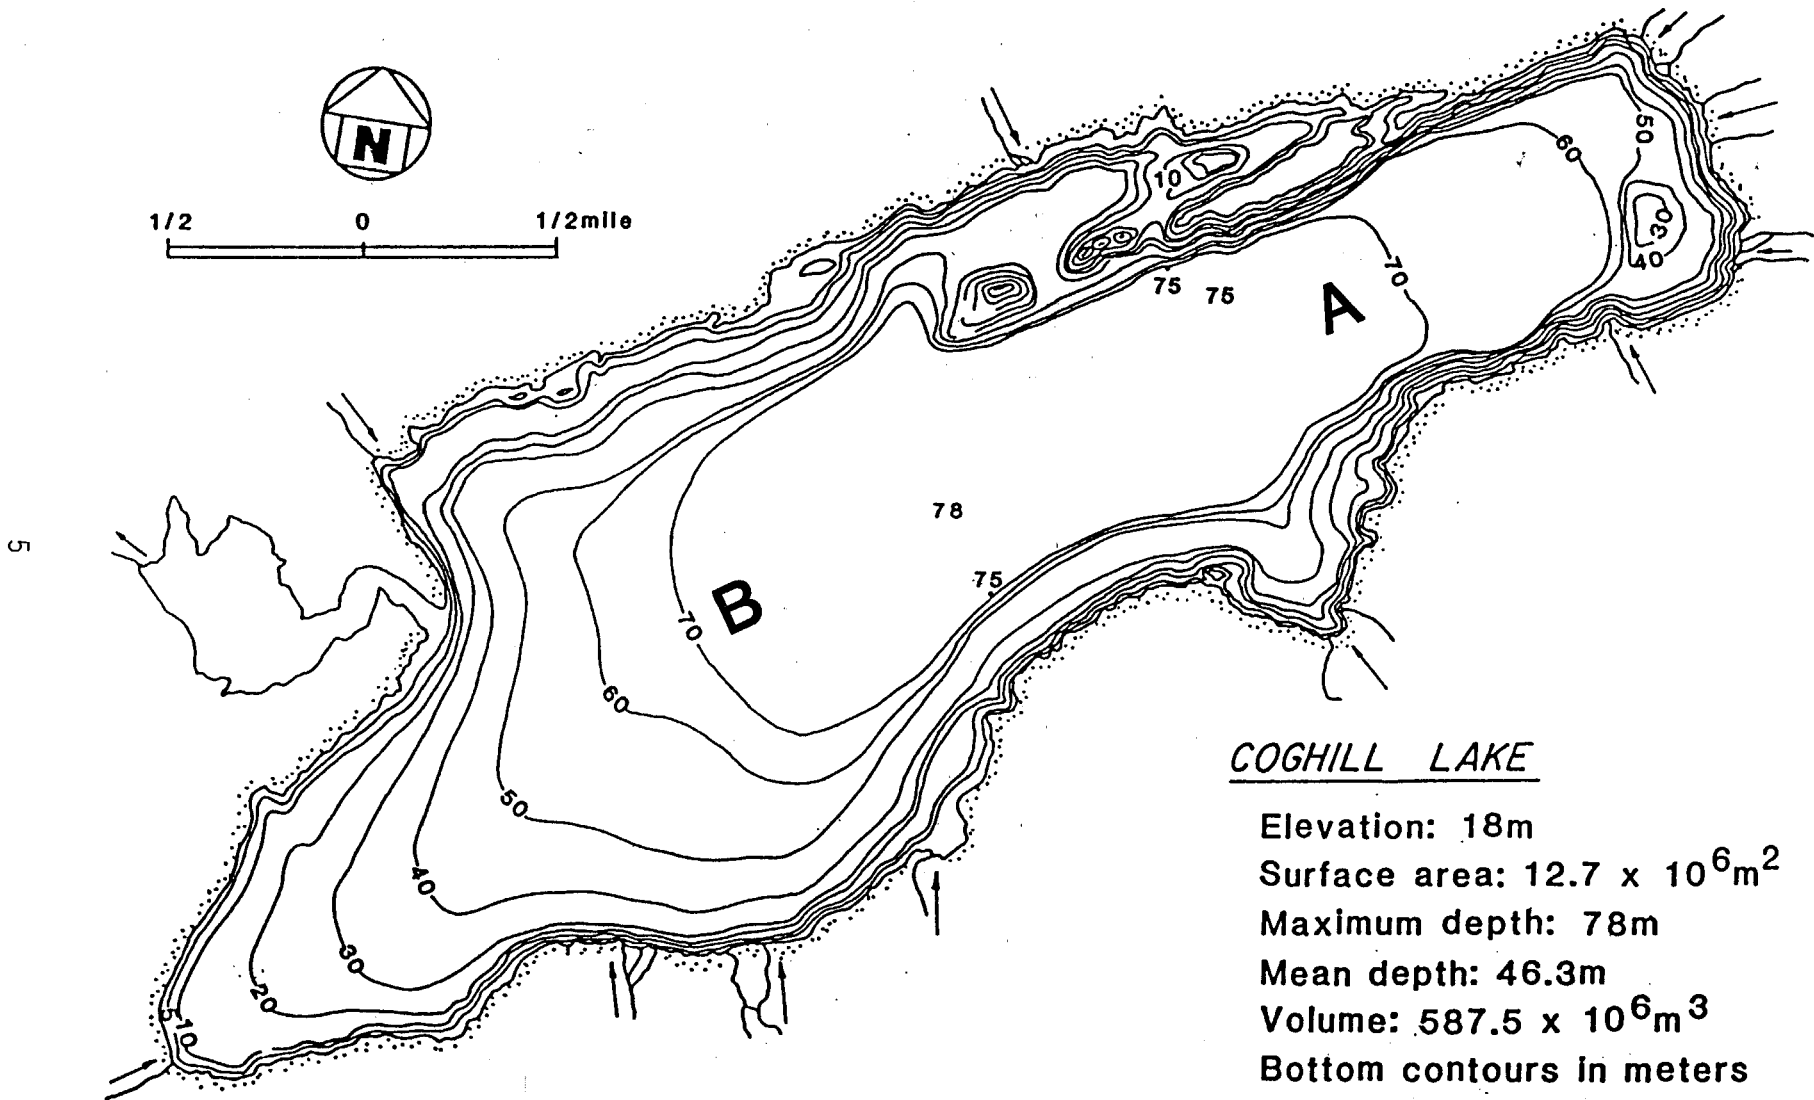 N
1/2 0 1/2mile
50
60
10
30
40
70
75 75
A
78
75
B
70
60
50
40
30
20
10
5
5
COGHILL LAKE
Elevation: 18m
Surface area: 12.7 x 10⁶m²
Maximum depth: 78m
Mean depth: 46.3m
Volume: 587.5 x 10⁶m³
Bottom contours in meters